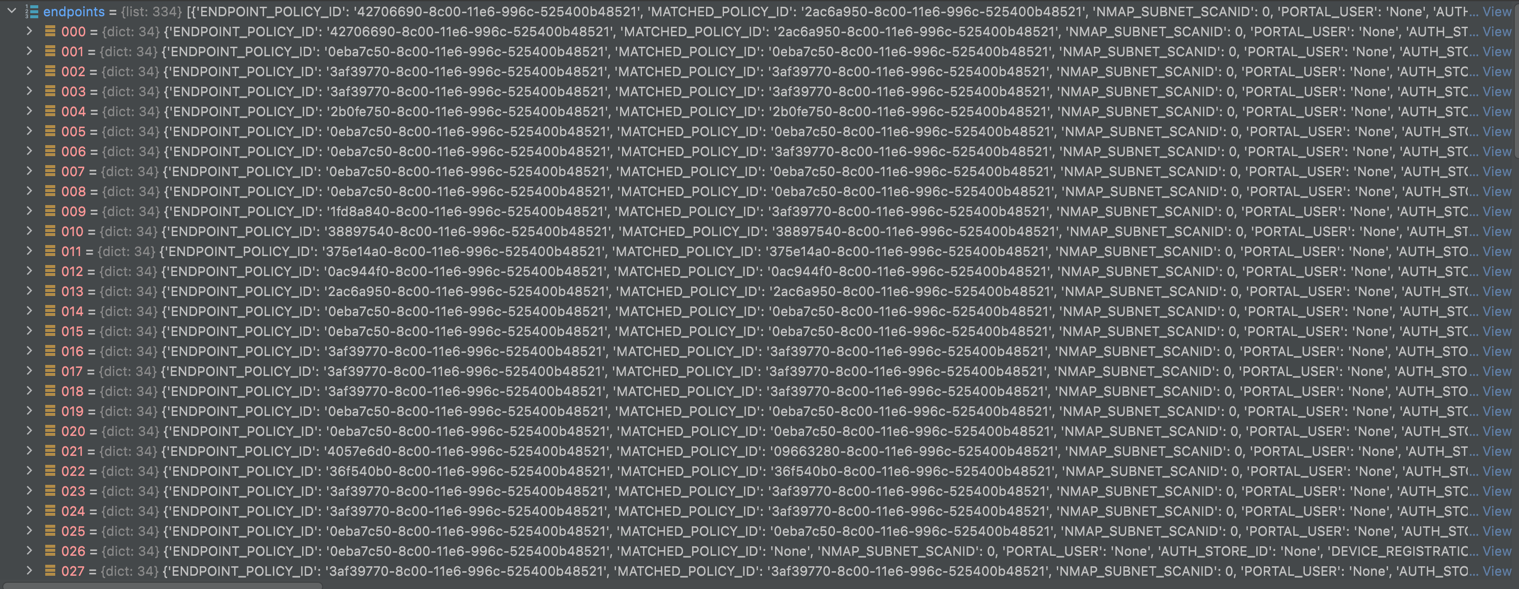 endpoints = {list: 334} [{'ENDPOINT_POLICY_ID': '42706690-8c00-11e6-996c-525400b48521', 'MATCHED_POLICY_ID': '2ac6a950-8c00-11e6-996c-525400b48521', 'NMAP_SUBNET_SCANID': 0, 'PORTAL_USER': 'None', 'AUTH... View
000 = {dict: 34} {'ENDPOINT_POLICY_ID': '42706690-8c00-11e6-996c-525400b48521', 'MATCHED_POLICY_ID': '2ac6a950-8c00-11e6-996c-525400b48521', 'NMAP_SUBNET_SCANID': 0, 'PORTAL_USER': 'None', 'AUTH_ST... View
001 = {dict: 34} {'ENDPOINT_POLICY_ID': '0eba7c50-8c00-11e6-996c-525400b48521', 'MATCHED_POLICY_ID': '0eba7c50-8c00-11e6-996c-525400b48521', 'NMAP_SUBNET_SCANID': 0, 'PORTAL_USER': 'None', 'AUTH_STC... View
002 = {dict: 34} {'ENDPOINT_POLICY_ID': '3af39770-8c00-11e6-996c-525400b48521', 'MATCHED_POLICY_ID': '3af39770-8c00-11e6-996c-525400b48521', 'NMAP_SUBNET_SCANID': 0, 'PORTAL_USER': 'None', 'AUTH_STC... View
003 = {dict: 34} {'ENDPOINT_POLICY_ID': '3af39770-8c00-11e6-996c-525400b48521', 'MATCHED_POLICY_ID': '3af39770-8c00-11e6-996c-525400b48521', 'NMAP_SUBNET_SCANID': 0, 'PORTAL_USER': 'None', 'AUTH_STC... View
004 = {dict: 34} {'ENDPOINT_POLICY_ID': '2b0fe750-8c00-11e6-996c-525400b48521', 'MATCHED_POLICY_ID': '2b0fe750-8c00-11e6-996c-525400b48521', 'NMAP_SUBNET_SCANID': 0, 'PORTAL_USER': 'None', 'AUTH_STC... View
005 = {dict: 34} {'ENDPOINT_POLICY_ID': '0eba7c50-8c00-11e6-996c-525400b48521', 'MATCHED_POLICY_ID': '0eba7c50-8c00-11e6-996c-525400b48521', 'NMAP_SUBNET_SCANID': 0, 'PORTAL_USER': 'None', 'AUTH_STC... View
006 = {dict: 34} {'ENDPOINT_POLICY_ID': '0eba7c50-8c00-11e6-996c-525400b48521', 'MATCHED_POLICY_ID': '3af39770-8c00-11e6-996c-525400b48521', 'NMAP_SUBNET_SCANID': 0, 'PORTAL_USER': 'None', 'AUTH_STC... View
007 = {dict: 34} {'ENDPOINT_POLICY_ID': '0eba7c50-8c00-11e6-996c-525400b48521', 'MATCHED_POLICY_ID': '0eba7c50-8c00-11e6-996c-525400b48521', 'NMAP_SUBNET_SCANID': 0, 'PORTAL_USER': 'None', 'AUTH_STC... View
008 = {dict: 34} {'ENDPOINT_POLICY_ID': '0eba7c50-8c00-11e6-996c-525400b48521', 'MATCHED_POLICY_ID': '0eba7c50-8c00-11e6-996c-525400b48521', 'NMAP_SUBNET_SCANID': 0, 'PORTAL_USER': 'None', 'AUTH_STC... View
009 = {dict: 34} {'ENDPOINT_POLICY_ID': '1fd8a840-8c00-11e6-996c-525400b48521', 'MATCHED_POLICY_ID': '3af39770-8c00-11e6-996c-525400b48521', 'NMAP_SUBNET_SCANID': 0, 'PORTAL_USER': 'None', 'AUTH_STO... View
010 = {dict: 34} {'ENDPOINT_POLICY_ID': '38897540-8c00-11e6-996c-525400b48521', 'MATCHED_POLICY_ID': '38897540-8c00-11e6-996c-525400b48521', 'NMAP_SUBNET_SCANID': 0, 'PORTAL_USER': 'None', 'AUTH_ST... View
011 = {dict: 34} {'ENDPOINT_POLICY_ID': '375e14a0-8c00-11e6-996c-525400b48521', 'MATCHED_POLICY_ID': '375e14a0-8c00-11e6-996c-525400b48521', 'NMAP_SUBNET_SCANID': 0, 'PORTAL_USER': 'None', 'AUTH_STO... View
012 = {dict: 34} {'ENDPOINT_POLICY_ID': '0ac944f0-8c00-11e6-996c-525400b48521', 'MATCHED_POLICY_ID': '0ac944f0-8c00-11e6-996c-525400b48521', 'NMAP_SUBNET_SCANID': 0, 'PORTAL_USER': 'None', 'AUTH_STC... View
013 = {dict: 34} {'ENDPOINT_POLICY_ID': '2ac6a950-8c00-11e6-996c-525400b48521', 'MATCHED_POLICY_ID': '2ac6a950-8c00-11e6-996c-525400b48521', 'NMAP_SUBNET_SCANID': 0, 'PORTAL_USER': 'None', 'AUTH_STC... View
014 = {dict: 34} {'ENDPOINT_POLICY_ID': '0eba7c50-8c00-11e6-996c-525400b48521', 'MATCHED_POLICY_ID': '0eba7c50-8c00-11e6-996c-525400b48521', 'NMAP_SUBNET_SCANID': 0, 'PORTAL_USER': 'None', 'AUTH_STC... View
015 = {dict: 34} {'ENDPOINT_POLICY_ID': '0eba7c50-8c00-11e6-996c-525400b48521', 'MATCHED_POLICY_ID': '0eba7c50-8c00-11e6-996c-525400b48521', 'NMAP_SUBNET_SCANID': 0, 'PORTAL_USER': 'None', 'AUTH_STC... View
016 = {dict: 34} {'ENDPOINT_POLICY_ID': '3af39770-8c00-11e6-996c-525400b48521', 'MATCHED_POLICY_ID': '3af39770-8c00-11e6-996c-525400b48521', 'NMAP_SUBNET_SCANID': 0, 'PORTAL_USER': 'None', 'AUTH_STO... View
017 = {dict: 34} {'ENDPOINT_POLICY_ID': '3af39770-8c00-11e6-996c-525400b48521', 'MATCHED_POLICY_ID': '3af39770-8c00-11e6-996c-525400b48521', 'NMAP_SUBNET_SCANID': 0, 'PORTAL_USER': 'None', 'AUTH_STO... View
018 = {dict: 34} {'ENDPOINT_POLICY_ID': '3af39770-8c00-11e6-996c-525400b48521', 'MATCHED_POLICY_ID': '3af39770-8c00-11e6-996c-525400b48521', 'NMAP_SUBNET_SCANID': 0, 'PORTAL_USER': 'None', 'AUTH_STO... View
019 = {dict: 34} {'ENDPOINT_POLICY_ID': '0eba7c50-8c00-11e6-996c-525400b48521', 'MATCHED_POLICY_ID': '0eba7c50-8c00-11e6-996c-525400b48521', 'NMAP_SUBNET_SCANID': 0, 'PORTAL_USER': 'None', 'AUTH_STC... View
020 = {dict: 34} {'ENDPOINT_POLICY_ID': '0eba7c50-8c00-11e6-996c-525400b48521', 'MATCHED_POLICY_ID': '0eba7c50-8c00-11e6-996c-525400b48521', 'NMAP_SUBNET_SCANID': 0, 'PORTAL_USER': 'None', 'AUTH_STC... View
021 = {dict: 34} {'ENDPOINT_POLICY_ID': '4057e6d0-8c00-11e6-996c-525400b48521', 'MATCHED_POLICY_ID': '09663280-8c00-11e6-996c-525400b48521', 'NMAP_SUBNET_SCANID': 0, 'PORTAL_USER': 'None', 'AUTH_ST... View
022 = {dict: 34} {'ENDPOINT_POLICY_ID': '36f540b0-8c00-11e6-996c-525400b48521', 'MATCHED_POLICY_ID': '36f540b0-8c00-11e6-996c-525400b48521', 'NMAP_SUBNET_SCANID': 0, 'PORTAL_USER': 'None', 'AUTH_ST(... View
023 = {dict: 34} {'ENDPOINT_POLICY_ID': '3af39770-8c00-11e6-996c-525400b48521', 'MATCHED_POLICY_ID': '3af39770-8c00-11e6-996c-525400b48521', 'NMAP_SUBNET_SCANID': 0, 'PORTAL_USER': 'None', 'AUTH_STC... View
024 = {dict: 34} {'ENDPOINT_POLICY_ID': '3af39770-8c00-11e6-996c-525400b48521', 'MATCHED_POLICY_ID': '3af39770-8c00-11e6-996c-525400b48521', 'NMAP_SUBNET_SCANID': 0, 'PORTAL_USER': 'None', 'AUTH_STC... View
025 = {dict: 34} {'ENDPOINT_POLICY_ID': '0eba7c50-8c00-11e6-996c-525400b48521', 'MATCHED_POLICY_ID': '0eba7c50-8c00-11e6-996c-525400b48521', 'NMAP_SUBNET_SCANID': 0, 'PORTAL_USER': 'None', 'AUTH_STC... View
026 = {dict: 34} {'ENDPOINT_POLICY_ID': '0eba7c50-8c00-11e6-996c-525400b48521', 'MATCHED_POLICY_ID': 'None', 'NMAP_SUBNET_SCANID': 0, 'PORTAL_USER': 'None', 'AUTH_STORE_ID': 'None', 'DEVICE_REGISTRATIC... View
027 = {dict: 34} {'ENDPOINT_POLICY_ID': '3af39770-8c00-11e6-996c-525400b48521', 'MATCHED_POLICY_ID': '3af39770-8c00-11e6-996c-525400b48521', 'NMAP_SUBNET_SCANID': 0, 'PORTAL_USER': 'None', 'AUTH_STO... View